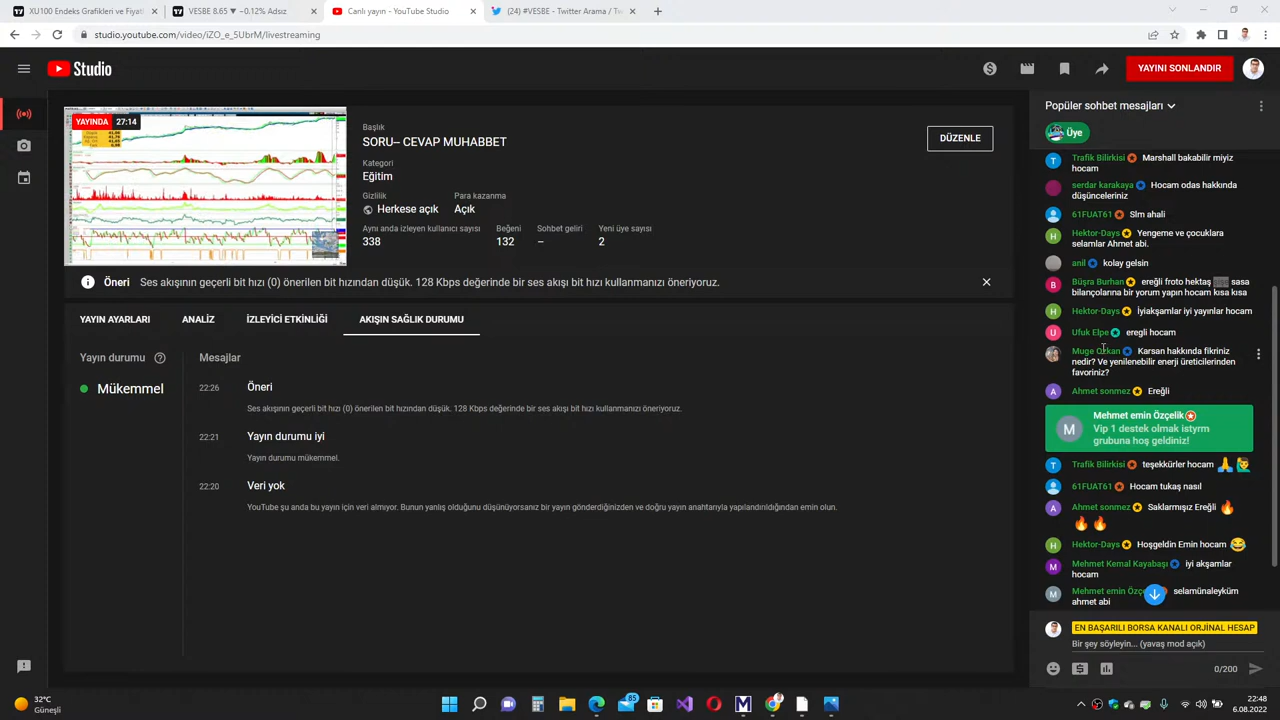 XU100 Endeks Grafikleri ve Fiyatl
VESBE 8.65 ▼ −0.12% Adsız
Canlı yayın - YouTube Studio
(24) #VESBE - Twitter Arama / Tw
studio.youtube.com/video/iZO_e_5UbrM/livestreaming
Studio
YAYINI SONLANDIR
YAYINDA 27:14
Başlık
SORU-- CEVAP MUHABBET
DÜZENLE
Kategori
Eğitim
Gizlilik
Para kazanma
Herkese açık
Açık
Aynı anda izleyen kullanıcı sayısı
Beğeni
Sohbet geliri
Yeni üye sayısı
338
132
–
2
Öneri
Ses akışının geçerli bit hızı (0) önerilen bit hızından düşük. 128 Kbps değerinde bir ses akışı bit hızı kullanmanızı öneriyoruz.
YAYIN AYARLARI
ANALİZ
İZLEYİCİ ETKİNLİĞİ
AKIŞIN SAĞLIK DURUMU
Yayın durumu
Mükemmel
Mesajlar
22:26
Öneri
Ses akışının geçerli bit hızı (0) önerilen bit hızından düşük. 128 Kbps değerinde bir ses akışı bit hızı kullanmanızı öneriyoruz.
22:21
Yayın durumu iyi
Yayın durumu mükemmel.
22:20
Veri yok
YouTube şu anda bu yayın için veri almıyor. Bunun yanlış olduğunu düşünüyorsanız bir yayın gönderdiğinizden ve doğru yayın anahtarıyla yapılandırıldığından emin olun.
Popüler sohbet mesajları
Üye
Trafik Bilirkisi Marshall bakabilir miyiz
hocam
serdar karakaya Hocam odas hakkında
düşünceleriniz
61FUAT61 Slm ahali
Hektor-Days Yengeme ve çocuklara
selamlar Ahmet abi.
anil kolay gelsin
Büşra Burhan ereğli froto hektaş sasa
bilançolarına bir yorum yapın hocam kısa kısa
Hektor-Days İyiakşamlar iyi yayınlar hocam
Ufuk Elpe eregli hocam
Muge Ozkan Karsan hakkında fikriniz
nedir? Ve yenilenebilir enerji üreticilerinden
favoriniz?
Ahmet sonmez Ereğli
Mehmet emin Özçelik
M
Vip 1 destek olmak istyrm
grubuna hoş geldiniz!
Trafik Bilirkisi teşekkürler hocam
61FUAT61 Hocam tukaş nasıl
Ahmet sonmez Saklarmışız Ereğli
Hektor-Days Hoşgeldin Emin hocam
Mehmet Kemal Kayabaşı iyi akşamlar
hocam
Mehmet emin Özç selamünaleyküm
ahmet abi
EN BAŞARILI BORSA KANALI ORJİNAL HESAP
Bir şey söyleyin... (yavaş mod açık)
0/200
32°C
Güneşli
85
22:48
6.08.2022